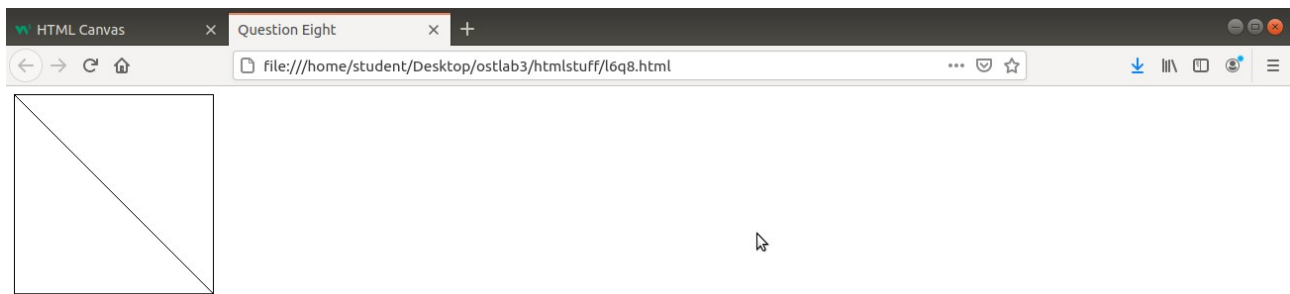 HTML Canvas
Question Eight
file:///home/student/Desktop/ostlab3/htmlstuff/l6q8.html